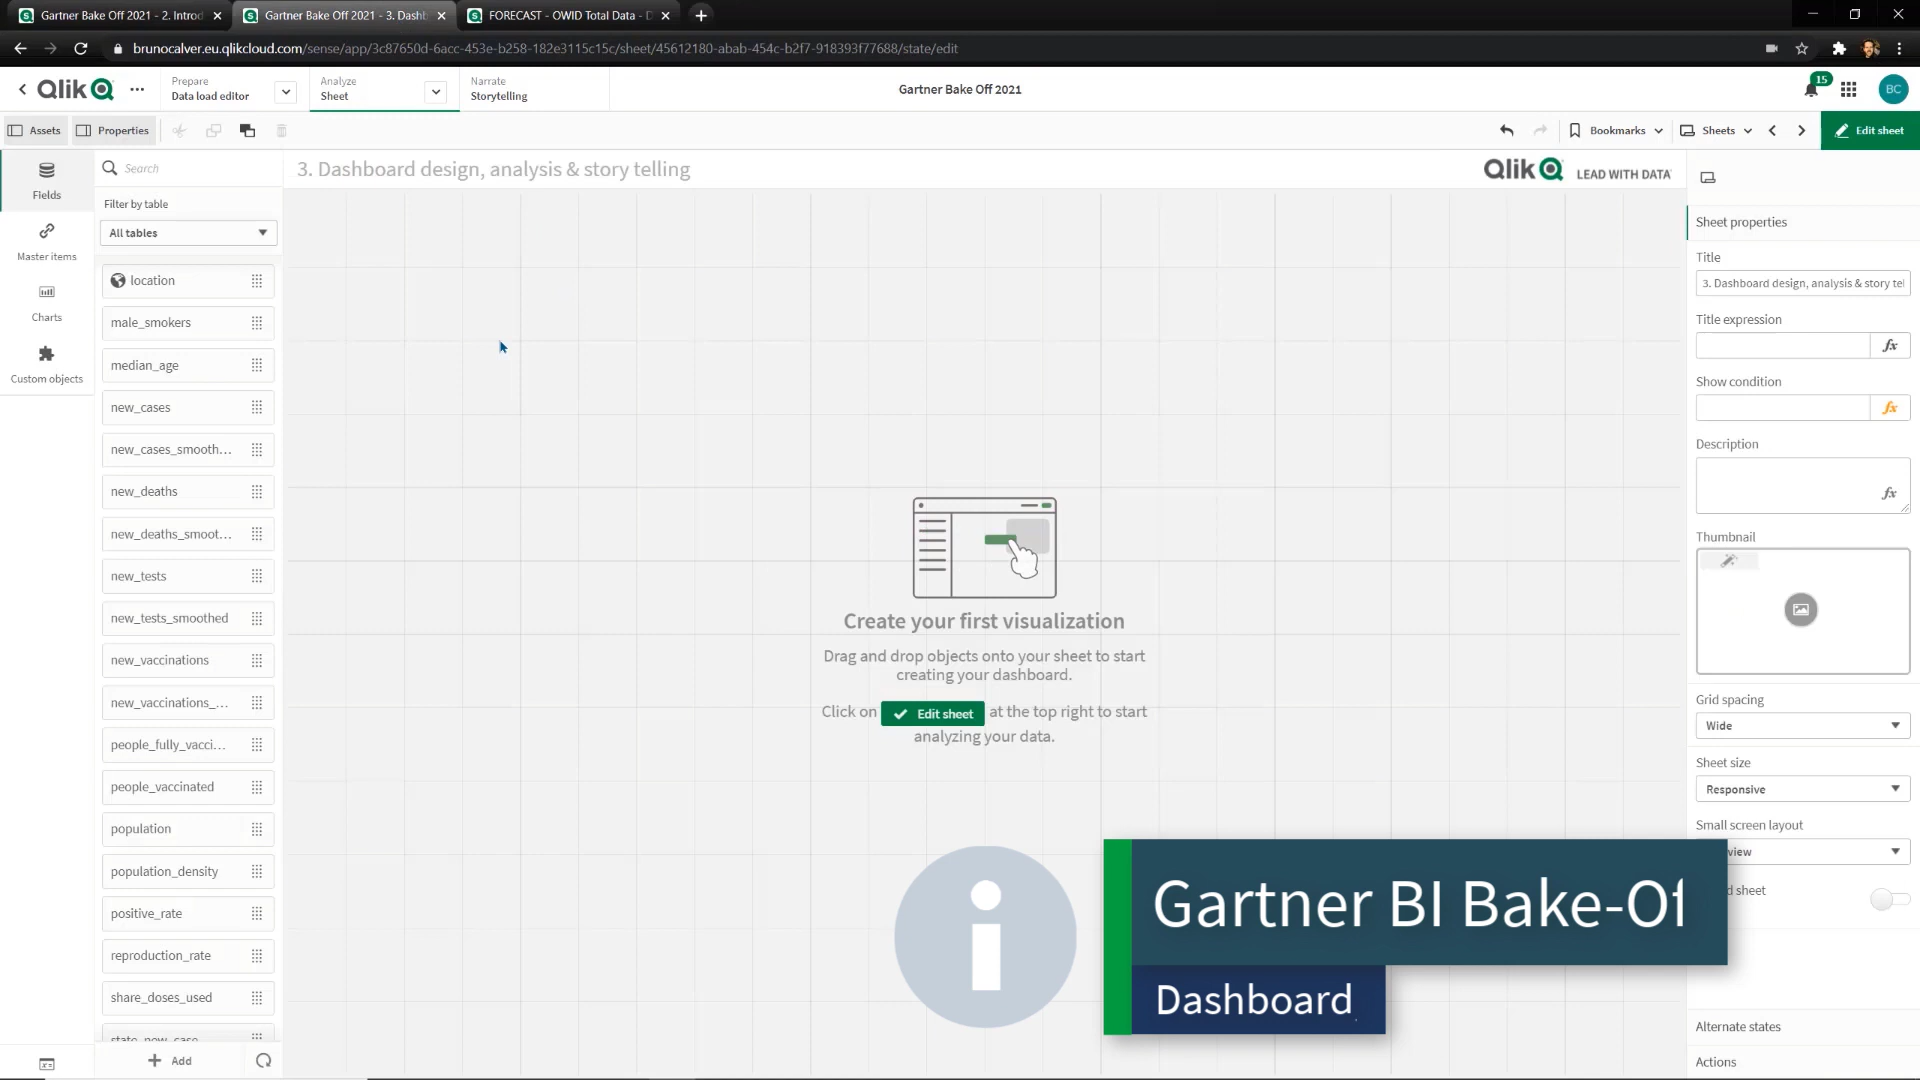 Gartner Bake Off 2021 - 2. Introd
Gartner Bake Off 2021 - 3. Dashb
FORECAST - OWID Total Data - D
brunocalver.eu.qlikcloud.com/sense/app/3c87650d-6acc-453e-b258-182e3115c15c/sheet/45612180-abab-454c-b2f7-918393f77688/state/edit
Qlik
Prepare
Data load editor
Analyze
Sheet
Narrate
Storytelling
Gartner Bake Off 2021
15
BC
Assets
Properties
Bookmarks
Sheets
Edit sheet
Fields
Master items
Charts
Custom objects
Search
Filter by table
All tables
location
male_smokers
median_age
new_cases
new_cases_smooth...
new_deaths
new_deaths_smoot...
new_tests
new_tests_smoothed
new_vaccinations
new_vaccinations_...
people_fully_vacci...
people_vaccinated
population
population_density
positive_rate
reproduction_rate
share_doses_used
state_new_case
Add
3. Dashboard design, analysis & story telling
Qlik LEAD WITH DATA
Create your first visualization
Drag and drop objects onto your sheet to start
creating your dashboard.
Click on Edit sheet at the top right to start
analyzing your data.
Sheet properties
Title
3. Dashboard design, analysis & story tel
Title expression
fx
Show condition
fx
Description
fx
Thumbnail
Grid spacing
Wide
Sheet size
Responsive
Small screen layout
view
d sheet
Alternate states
Actions
Gartner BI Bake-Of
Dashboard